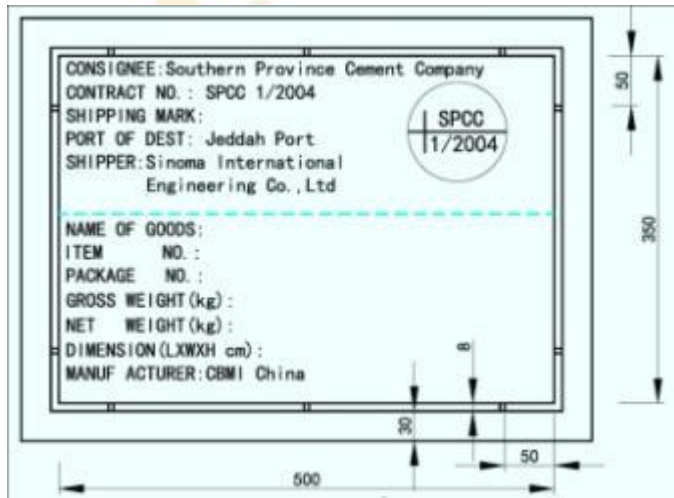 CONSIGNEE:Southern Province Cement Company
CONTRACT NO.: SPCC 1/2004
SHIPPING MARK:
PORT OF DEST: Jeddah Port
SHIPPER:Sinoma International
Engineering Co.,Ltd
SPCC
1/2004
NAME OF GOODS:
ITEM NO.:
PACKAGE NO.:
GROSS WEIGHT(kg):
NET WEIGHT(kg):
DIMENSION(LXWXH cm):
MANUF ACTURER:CBMI China
50
350
8
30
50
500